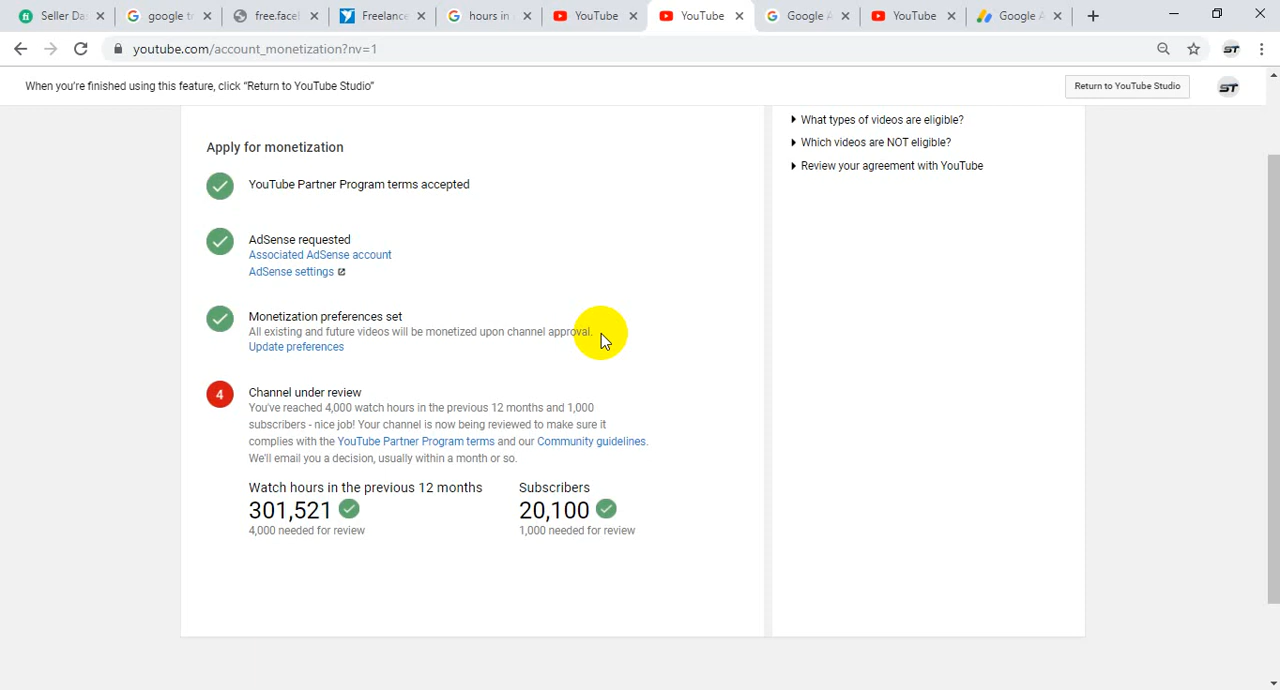 Seller Da
google tr
free.facel
Freelance
hours in
YouTube
YouTube
Google A
YouTube
Google A
youtube.com/account_monetization?nv=1
ST
When you're finished using this feature, click "Return to YouTube Studio"
Return to YouTube Studio
ST
Apply for monetization
YouTube Partner Program terms accepted
AdSense requested
Associated AdSense account
AdSense settings
Monetization preferences set
All existing and future videos will be monetized upon channel approval.
Update preferences
4
Channel under review
You've reached 4,000 watch hours in the previous 12 months and 1,000
subscribers - nice job! Your channel is now being reviewed to make sure it
complies with the YouTube Partner Program terms and our Community guidelines.
We'll email you a decision, usually within a month or so.
Watch hours in the previous 12 months
Subscribers
301,521
20,100
4,000 needed for review
1,000 needed for review
What types of videos are eligible?
Which videos are NOT eligible?
Review your agreement with YouTube